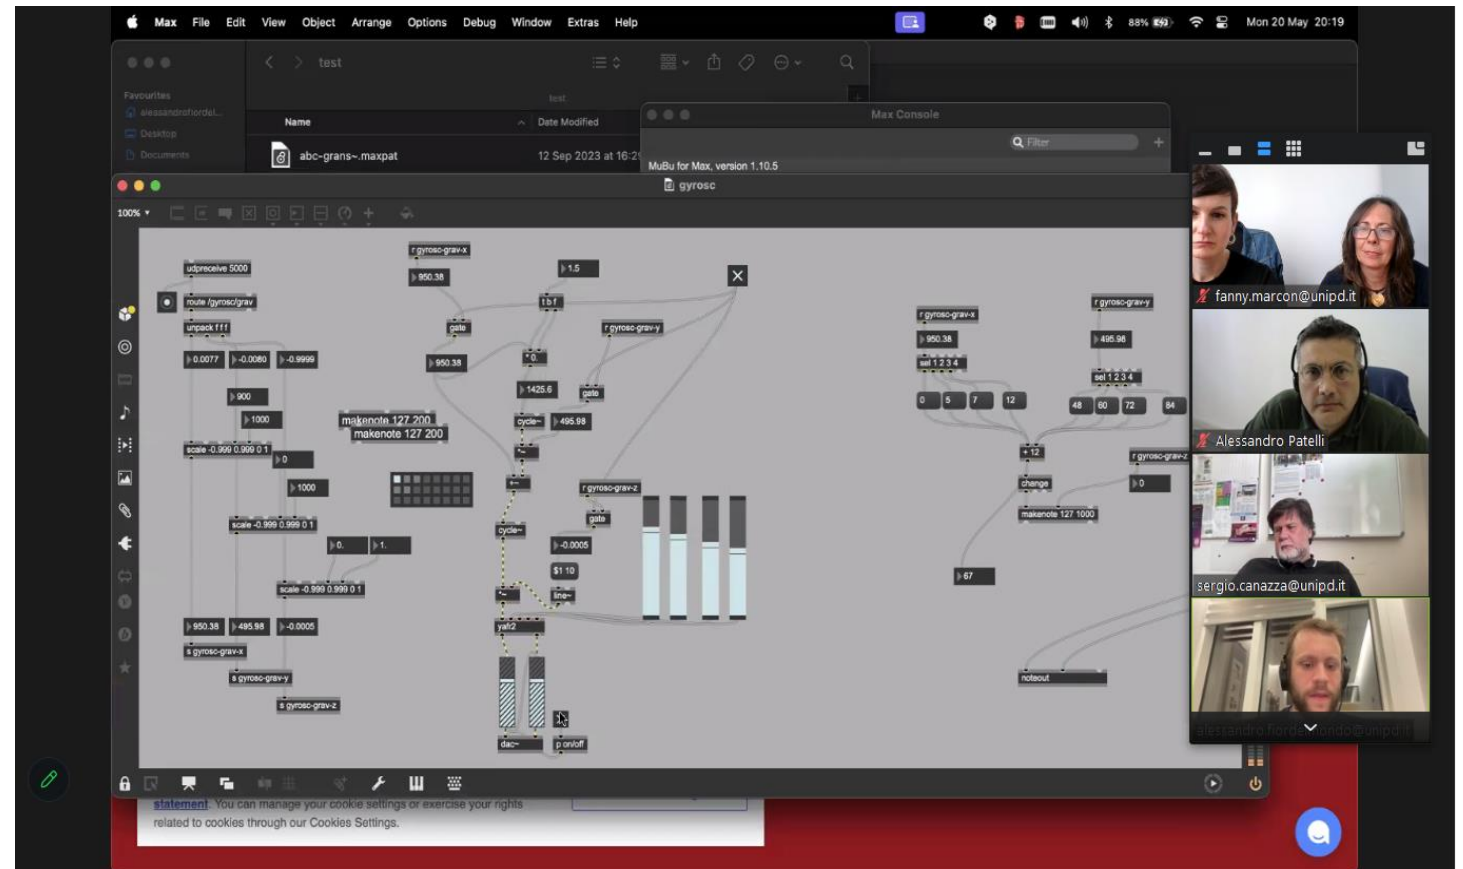 Max File Edit View Object Arrange Options Debug Window Extras Help 88% Mon 20 May 20:19
test
Favourites
test
Name Date Modified
Max Console
Desktop
Filter
Documents
abc-grans~.maxpat 12 Sep 2023 at 16:2
MuBu for Max, version 1.10.5
gyrosc
100%
r gyrosc-grav-x
udpreceive 5000
1.5
950.38
route /gyrosc/grav
t b f
r gyrosc-grav-y
unpack f f f
gate
r gyrosc-grav-y
r gyrosc-grav-x
0.0077 -0.0080 -0.9999
950.38
* 0.
950.38
495.98
sel 1 2 3 4
sel 1 2 3 4
900
1425.6
gate
0 5 7 12
48 60 72 84
1000
makenote 127 200
makenote 127 200
cycle~ 495.98
scale -0.999 0.999 0 1
0
*~
+ 12
r gyrosc-grav-z
1000
+~
r gyrosc-grav-z
change
0
scale -0.999 0.999 0 1
gate
makenote 127 1000
cycle~
0. 1.
-0.0005
$1 10
67
scale -0.999 0.999 0 1
*~
line~
950.38 495.98 -0.0005
yafr2
s gyrosc-grav-x
s gyrosc-grav-y
noteout
s gyrosc-grav-z
dac~ p on/off
fanny.marcon@unipd.it
Alessandro Patelli
sergio.canazza@unipd.it
alessandro.fiordelmondo@unipd.it
statement. You can manage your cookie settings or exercise your rights
related to cookies through our Cookies Settings.